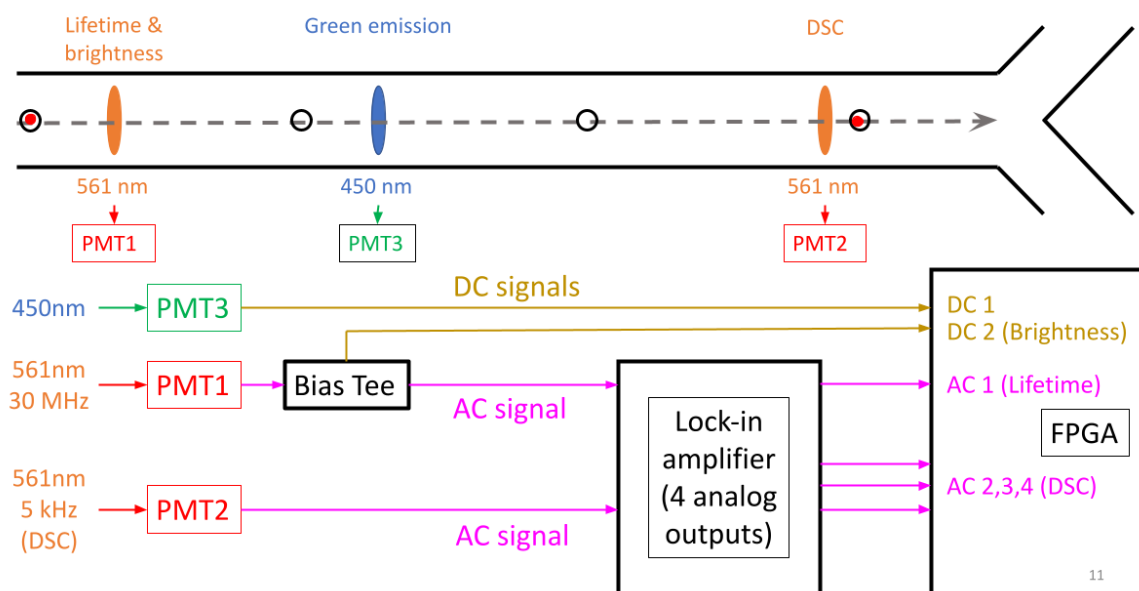 Lifetime &
brightness
Green emission
DSC
561 nm
450 nm
561 nm
PMT1
PMT3
PMT2
450nm
PMT3
DC signals
DC 1
DC 2 (Brightness)
561nm
30 MHz
PMT1
Bias Tee
AC signal
AC 1 (Lifetime)
Lock-in
amplifier
(4 analog
outputs)
FPGA
561nm
5 kHz
(DSC)
PMT2
AC signal
AC 2,3,4 (DSC)
11